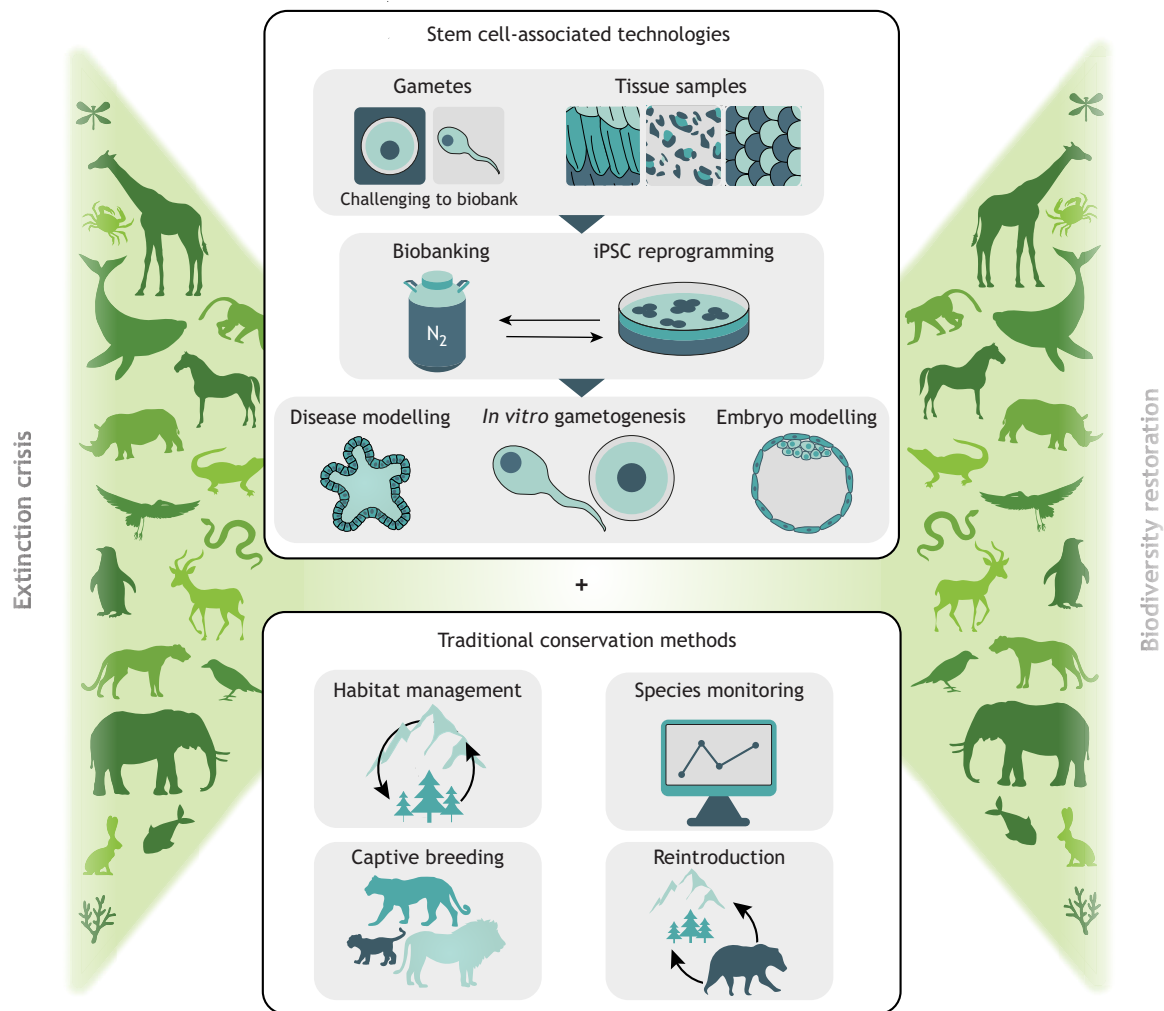 Stem cell-associated technologies
Gametes
Tissue samples
Challenging to biobank
Biobanking
iPSC reprogramming
N2
Disease modelling
In vitro gametogenesis
Embryo modelling
Extinction crisis
Biodiversity restoration
+
Traditional conservation methods
Habitat management
Species monitoring
Captive breeding
Reintroduction